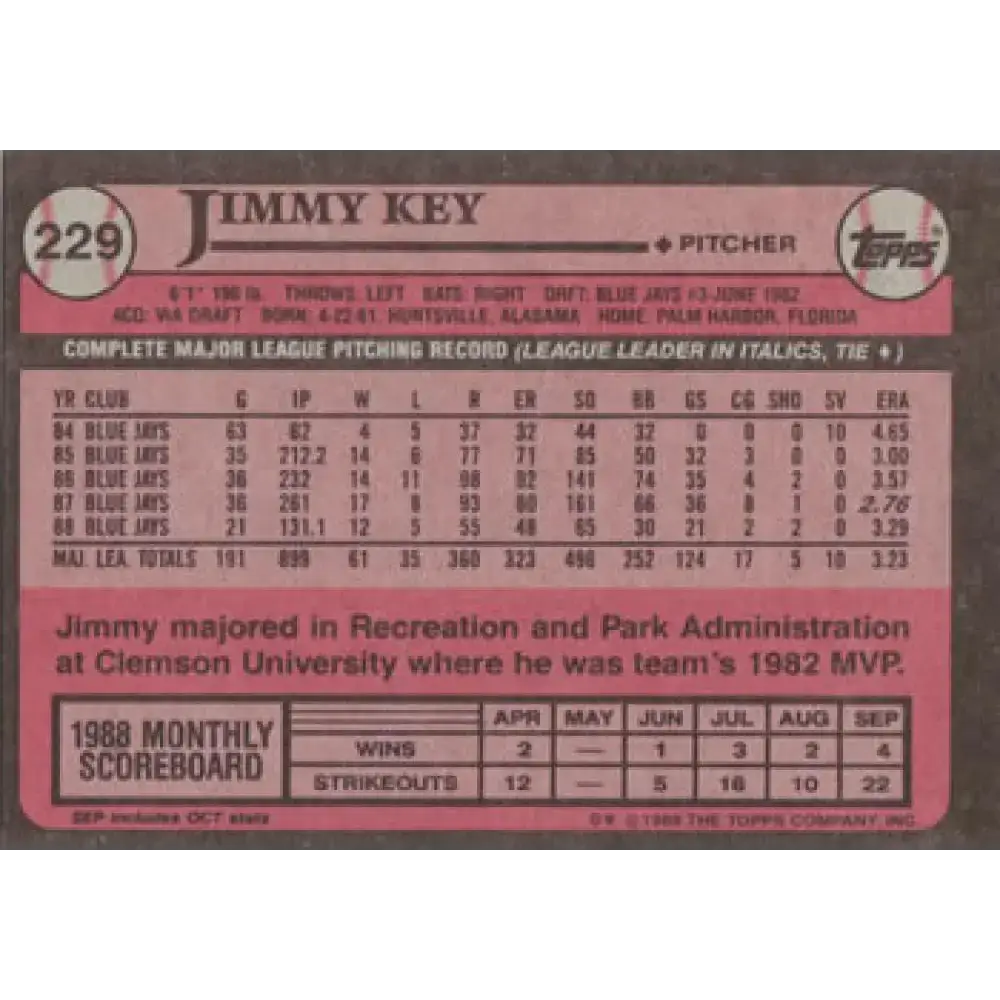 229
JIMMY KEY
PITCHER
TOPPS®
6'1" 190 lb. THROWS: LEFT BATS: RIGHT DRFT: BLUE JAYS #3-JUNE 1982
ACQ: VIA DRAFT BORN: 4-22-61, HUNTSVILLE, ALABAMA HOME: PALM HARBOR, FLORIDA
COMPLETE MAJOR LEAGUE PITCHING RECORD (LEAGUE LEADER IN ITALICS, TIE ♦)
YR CLUB G IP W L R ER SO BB GS CG SHO SV ERA
84 BLUE JAYS 63 62 4 5 37 32 44 32 0 0 0 10 4.65
85 BLUE JAYS 35 212.2 14 6 77 71 85 50 32 3 0 0 3.00
86 BLUE JAYS 36 232 14 11 98 92 141 74 35 4 2 0 3.57
87 BLUE JAYS 36 261 17 8 93 80 161 66 36 8 1 0 2.76
88 BLUE JAYS 21 131.1 12 5 55 48 65 30 21 2 2 0 3.29
MAJ. LEA. TOTALS 191 899 61 35 360 323 496 252 124 17 5 10 3.23
Jimmy majored in Recreation and Park Administration
at Clemson University where he was team's 1982 MVP.
1988 MONTHLY
SCOREBOARD
APR MAY JUN JUL AUG SEP
WINS 2 — 1 3 2 4
STRIKEOUTS 12 — 5 16 10 22
SEP includes OCT stats
© 1989 THE TOPPS COMPANY, INC.